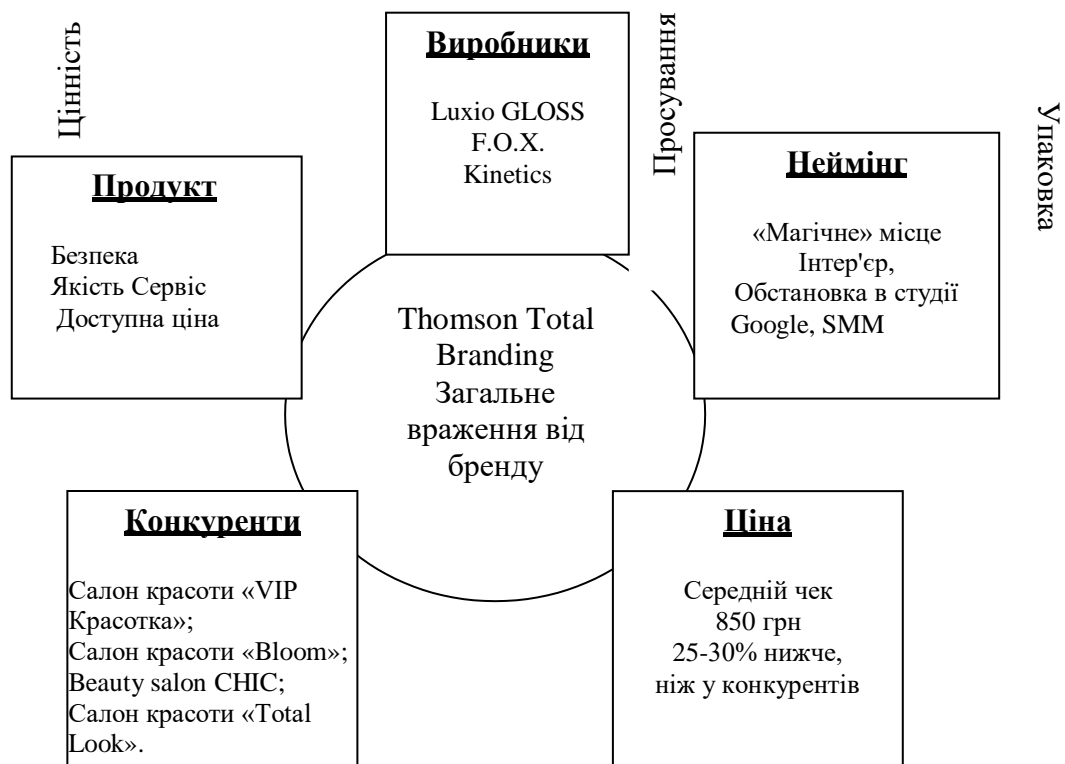 Цінність
Виробники
Luxio GLOSS
F.O.X.
Kinetics
Просування
Упаковка
Продукт
Безпека
Якість Сервіс
Доступна ціна
Неймінг
«Магічне» місце
Інтер'єр,
Обстановка в студії
Google, SMM
Thomson Total
Branding
Загальне
враження від
бренду
Конкуренти
Салон красоти «VIP
Красотка»;
Салон красоти «Bloom»;
Beauty salon CHIC;
Салон красоти «Total
Look».
Ціна
Середній чек
850 грн
25-30% нижче,
ніж у конкурентів